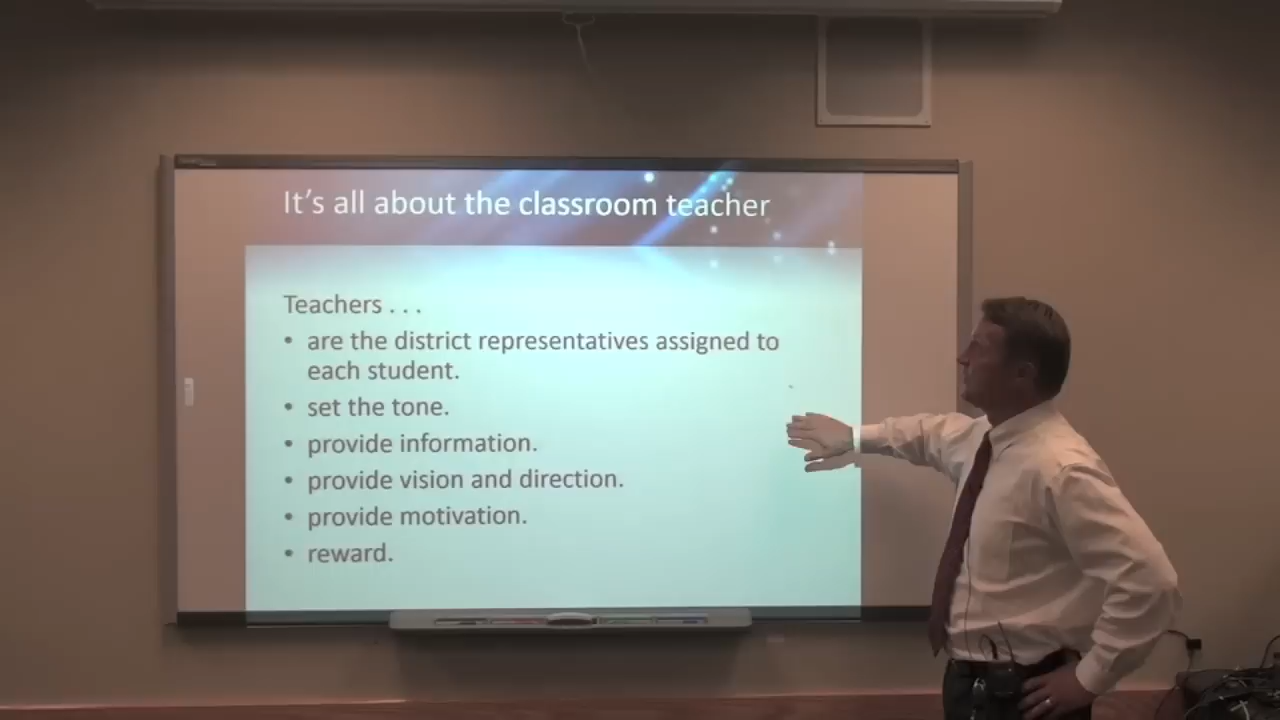 It's all about the classroom teacher
Teachers . . .
• are the district representatives assigned to
each student.
• set the tone.
• provide information.
• provide vision and direction.
• provide motivation.
• reward.